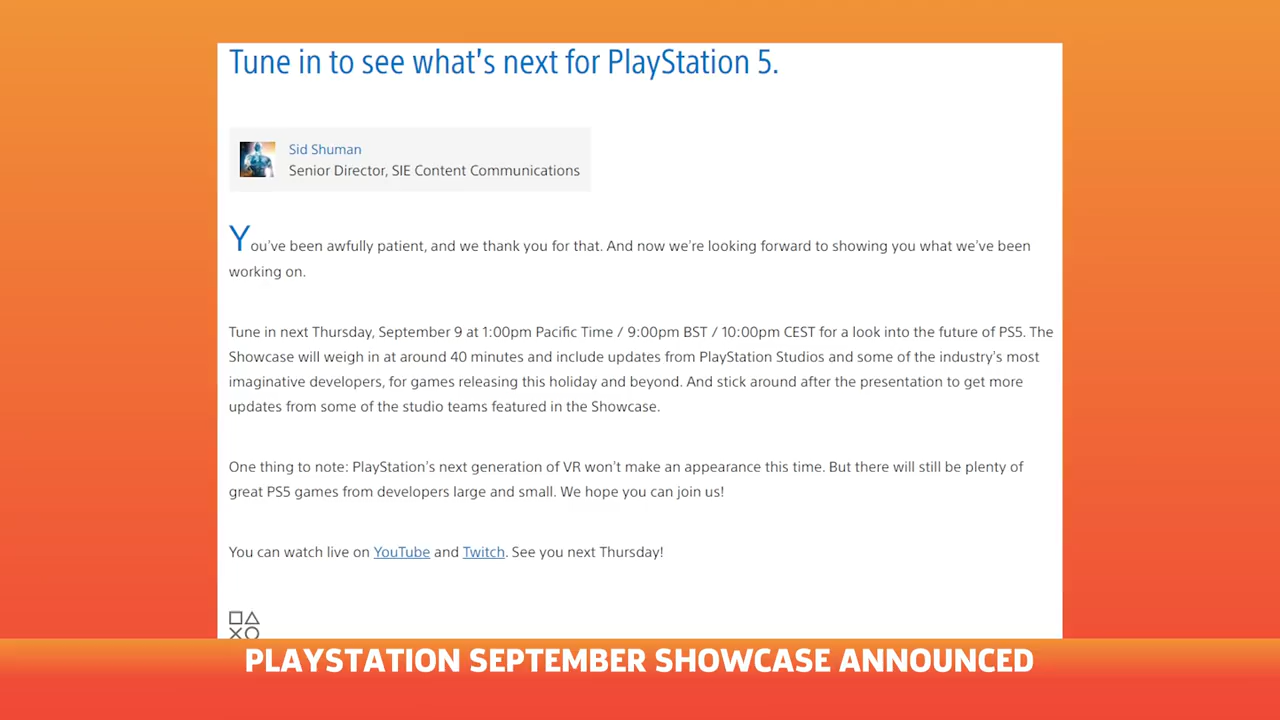 Tune in to see what's next for PlayStation 5.
Sid Shuman
Senior Director, SIE Content Communications
You've been awfully patient, and we thank you for that. And now we're looking forward to showing you what we've been
working on.
Tune in next Thursday, September 9 at 1:00pm Pacific Time / 9:00pm BST / 10:00pm CEST for a look into the future of PS5. The
Showcase will weigh in at around 40 minutes and include updates from PlayStation Studios and some of the industry's most
imaginative developers, for games releasing this holiday and beyond. And stick around after the presentation to get more
updates from some of the studio teams featured in the Showcase.
One thing to note: PlayStation's next generation of VR won't make an appearance this time. But there will still be plenty of
great PS5 games from developers large and small. We hope you can join us!
You can watch live on YouTube and Twitch. See you next Thursday!
PLAYSTATION SEPTEMBER SHOWCASE ANNOUNCED